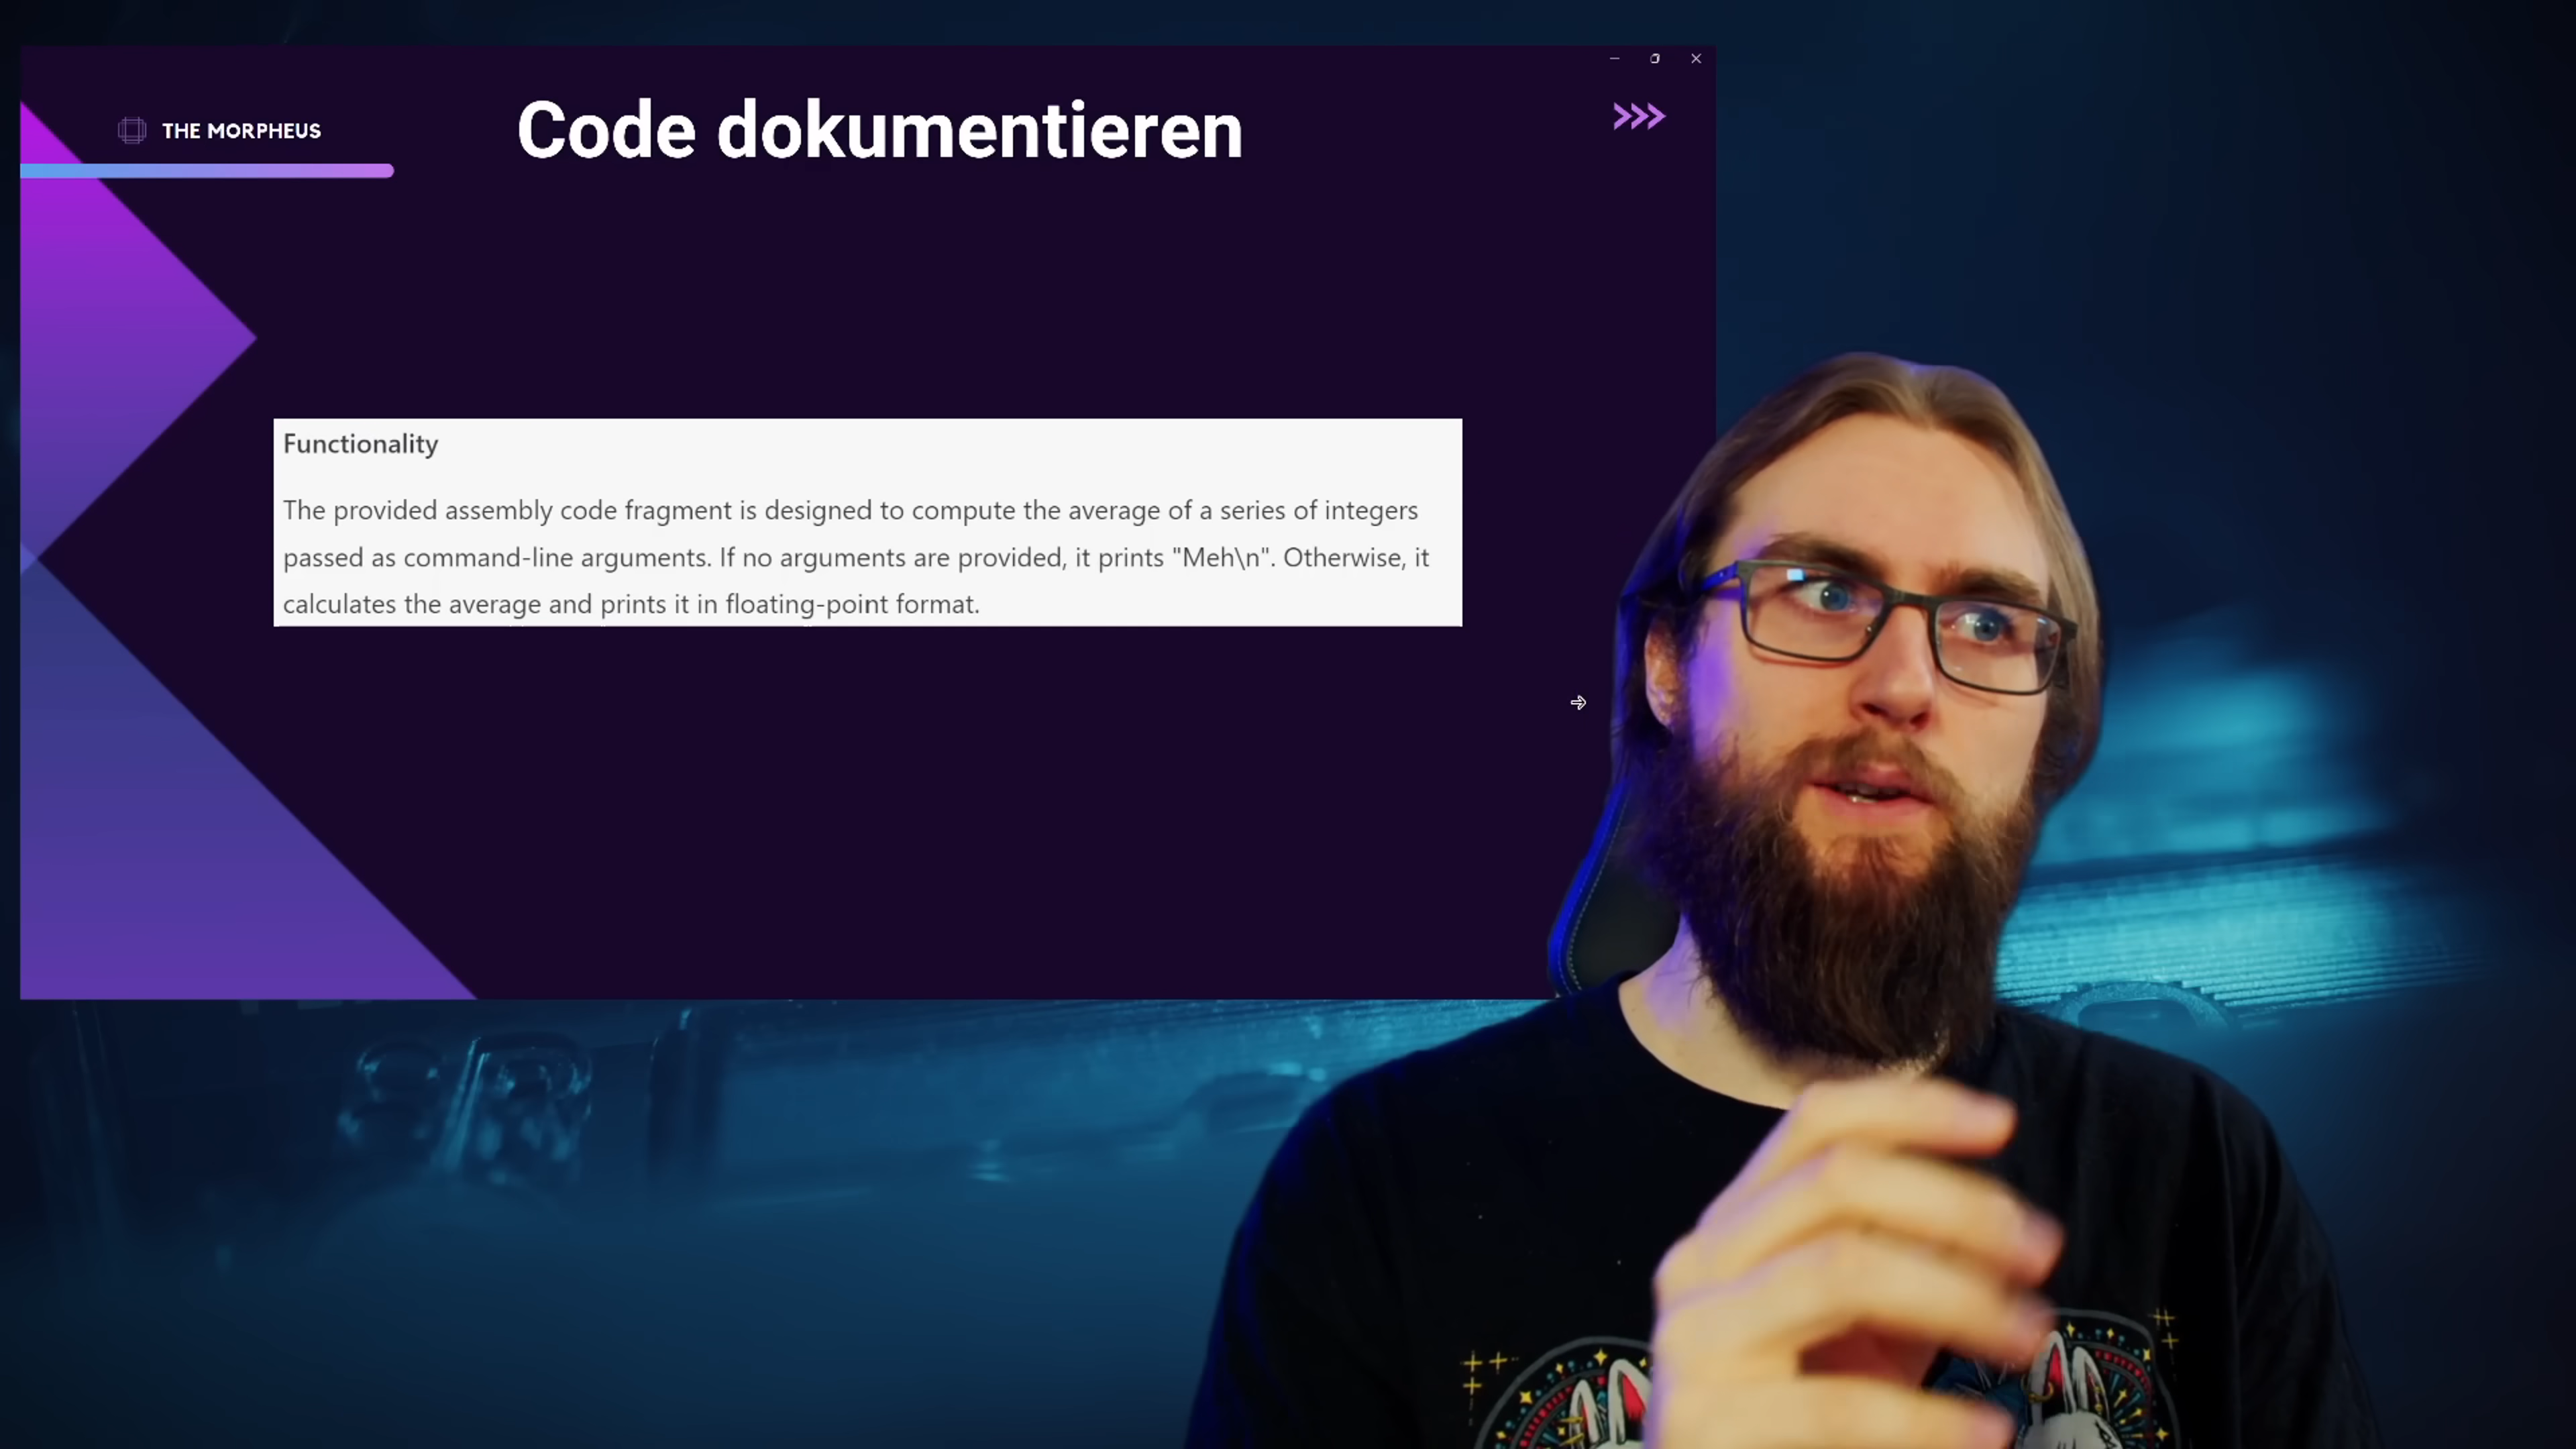 THE MORPHEUS
Code dokumentieren
Functionality
The provided assembly code fragment is designed to compute the average of a series of integers
passed as command-line arguments. If no arguments are provided, it prints "Meh\n". Otherwise, it
calculates the average and prints it in floating-point format.